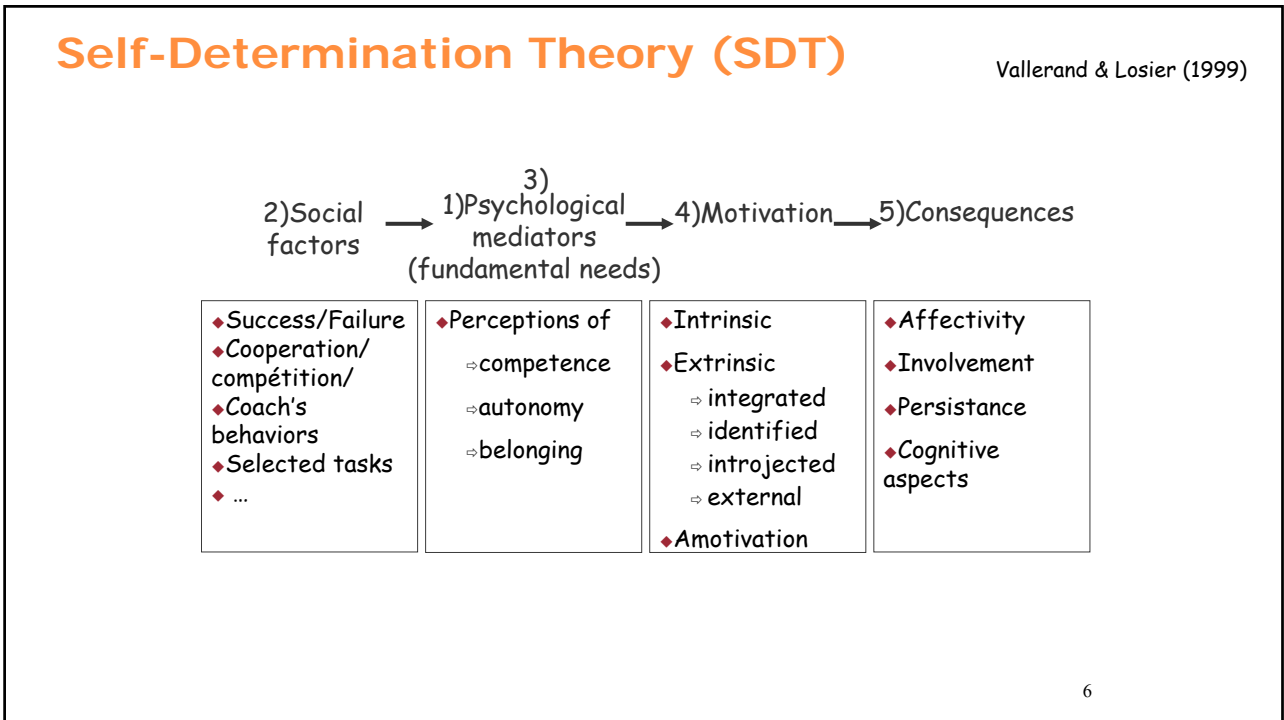 Self-Determination Theory (SDT)
Vallerand & Losier (1999)
2)Social
factors
3)
1)Psychological
mediators
(fundamental needs)
4)Motivation
5)Consequences
◆Success/Failure
◆Cooperation/
compétition/
◆Coach's
behaviors
◆Selected tasks
◆ …
◆Perceptions of
⇨competence
⇨autonomy
⇨belonging
◆Intrinsic
◆Extrinsic
⇨ integrated
⇨ identified
⇨ introjected
⇨ external
◆Amotivation
◆Affectivity
◆Involvement
◆Persistance
◆Cognitive
aspects
6